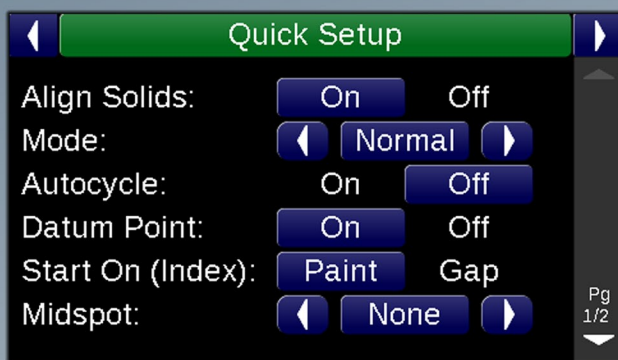 Quick Setup
Align Solids: On Off
Mode: Normal
Autocycle: On Off
Datum Point: On Off
Start On (Index): Paint Gap
Midspot: None
Pg
1/2